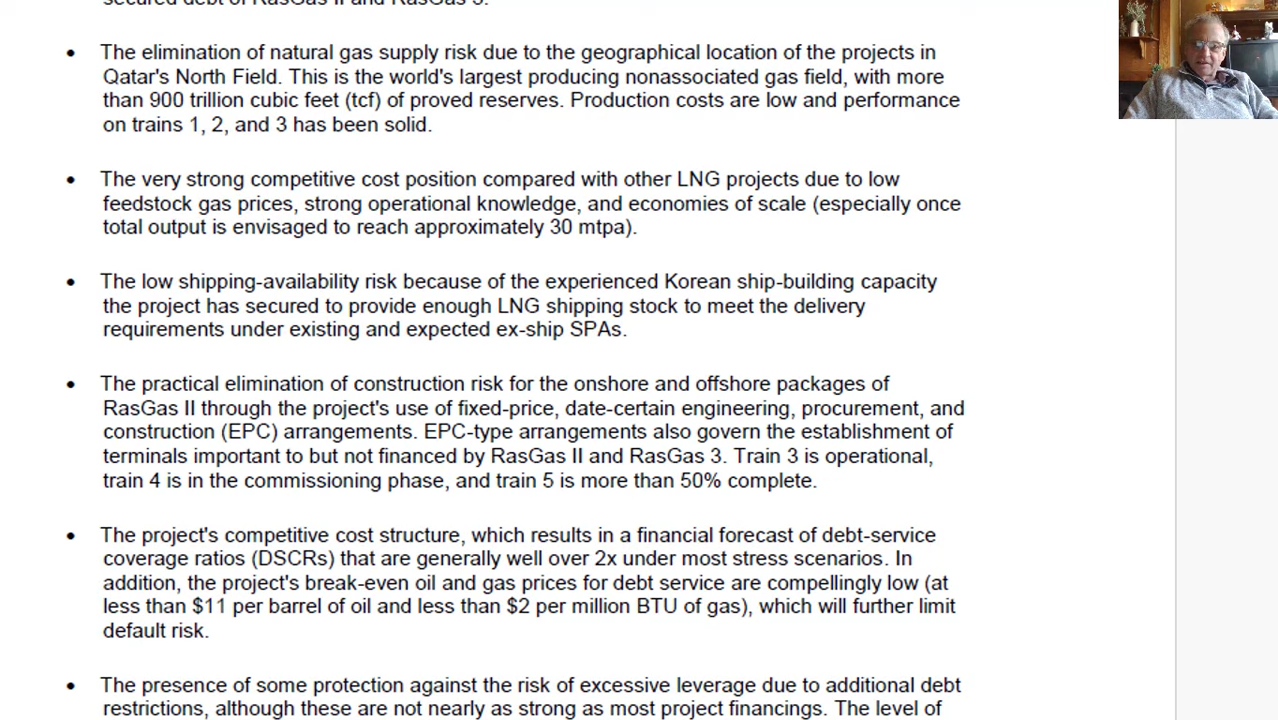 secured debt of RasGas II and RasGas 3.
• The elimination of natural gas supply risk due to the geographical location of the projects in
Qatar's North Field. This is the world's largest producing nonassociated gas field, with more
than 900 trillion cubic feet (tcf) of proved reserves. Production costs are low and performance
on trains 1, 2, and 3 has been solid.
• The very strong competitive cost position compared with other LNG projects due to low
feedstock gas prices, strong operational knowledge, and economies of scale (especially once
total output is envisaged to reach approximately 30 mtpa).
• The low shipping-availability risk because of the experienced Korean ship-building capacity
the project has secured to provide enough LNG shipping stock to meet the delivery
requirements under existing and expected ex-ship SPAs.
• The practical elimination of construction risk for the onshore and offshore packages of
RasGas II through the project's use of fixed-price, date-certain engineering, procurement, and
construction (EPC) arrangements. EPC-type arrangements also govern the establishment of
terminals important to but not financed by RasGas II and RasGas 3. Train 3 is operational,
train 4 is in the commissioning phase, and train 5 is more than 50% complete.
• The project's competitive cost structure, which results in a financial forecast of debt-service
coverage ratios (DSCRs) that are generally well over 2x under most stress scenarios. In
addition, the project's break-even oil and gas prices for debt service are compellingly low (at
less than $11 per barrel of oil and less than $2 per million BTU of gas), which will further limit
default risk.
• The presence of some protection against the risk of excessive leverage due to additional debt
restrictions, although these are not nearly as strong as most project financings. The level of